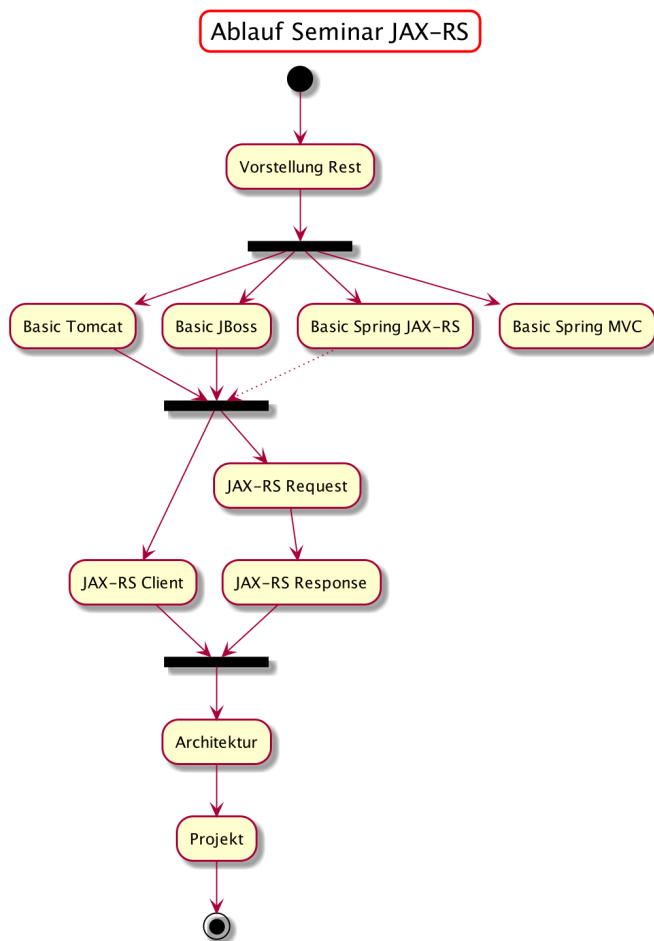 Ablauf Seminar JAX-RS
Vorstellung Rest
Basic Tomcat
Basic JBoss
Basic Spring JAX-RS
Basic Spring MVC
JAX-RS Request
JAX-RS Client
JAX-RS Response
Architektur
Projekt